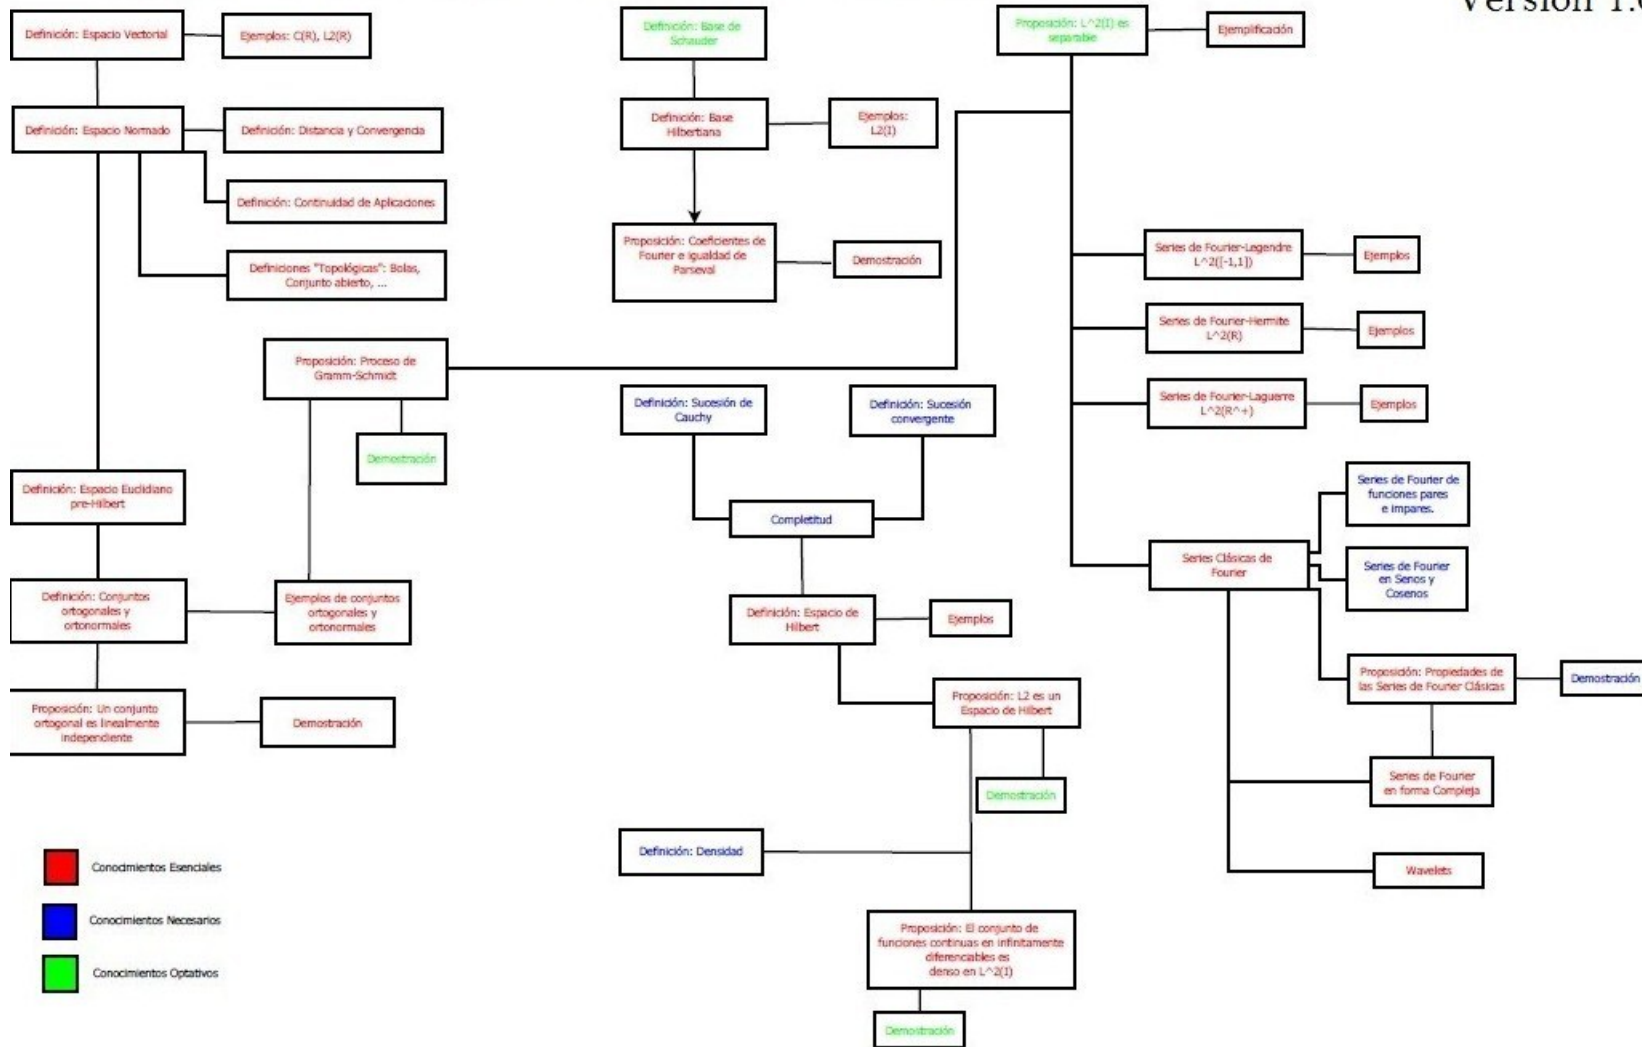 Versión 1.
Definición: Espacio Vectorial
Ejemplos: C(R), L2(R)
Definición: Espacio Normado
Definición: Distancia y Convergencia
Definición: Continuidad de Aplicaciones
Definiciones "Topológicas": Bolas,
Conjunto abierto, ...
Proposición: Proceso de
Gramm-Schmidt
Demostración
Definición: Espacio Euclidiano
pre-Hilbert
Definición: Conjuntos
ortogonales y
ortonormales
Ejemplos de conjuntos
ortogonales y
ortonormales
Proposición: Un conjunto
ortogonal es linealmente
independiente
Demostración
Conocimientos Esenciales
Conocimientos Necesarios
Conocimientos Optativos
Definición: Base de
Schauder
Definición: Base
Hilbertiana
Ejemplos:
L2(I)
Proposición: Coeficientes de
Fourier e igualdad de
Parseval
Demostración
Definición: Sucesión de
Cauchy
Definición: Sucesión
convergente
Completitud
Definición: Espacio de
Hilbert
Ejemplos
Proposición: L2 es un
Espacio de Hilbert
Demostración
Definición: Densidad
Proposición: El conjunto de
funciones continuas en infinitamente
diferenciables es
denso en L^2(I)
Demostración
Proposición: L^2(I) es
separable
Ejemplificación
Series de Fourier-Legendre
L^2([-1,1])
Ejemplos
Series de Fourier-Hermite
L^2(R)
Ejemplos
Series de Fourier-Laguerre
L^2(R^+)
Ejemplos
Series Clásicas de
Fourier
Series de Fourier de
funciones pares
e impares.
Series de Fourier
en Senos y
Cosenos
Proposición: Propiedades de
las Series de Fourier Clásicas
Demostración
Series de Fourier
en forma Compleja
Wavelets